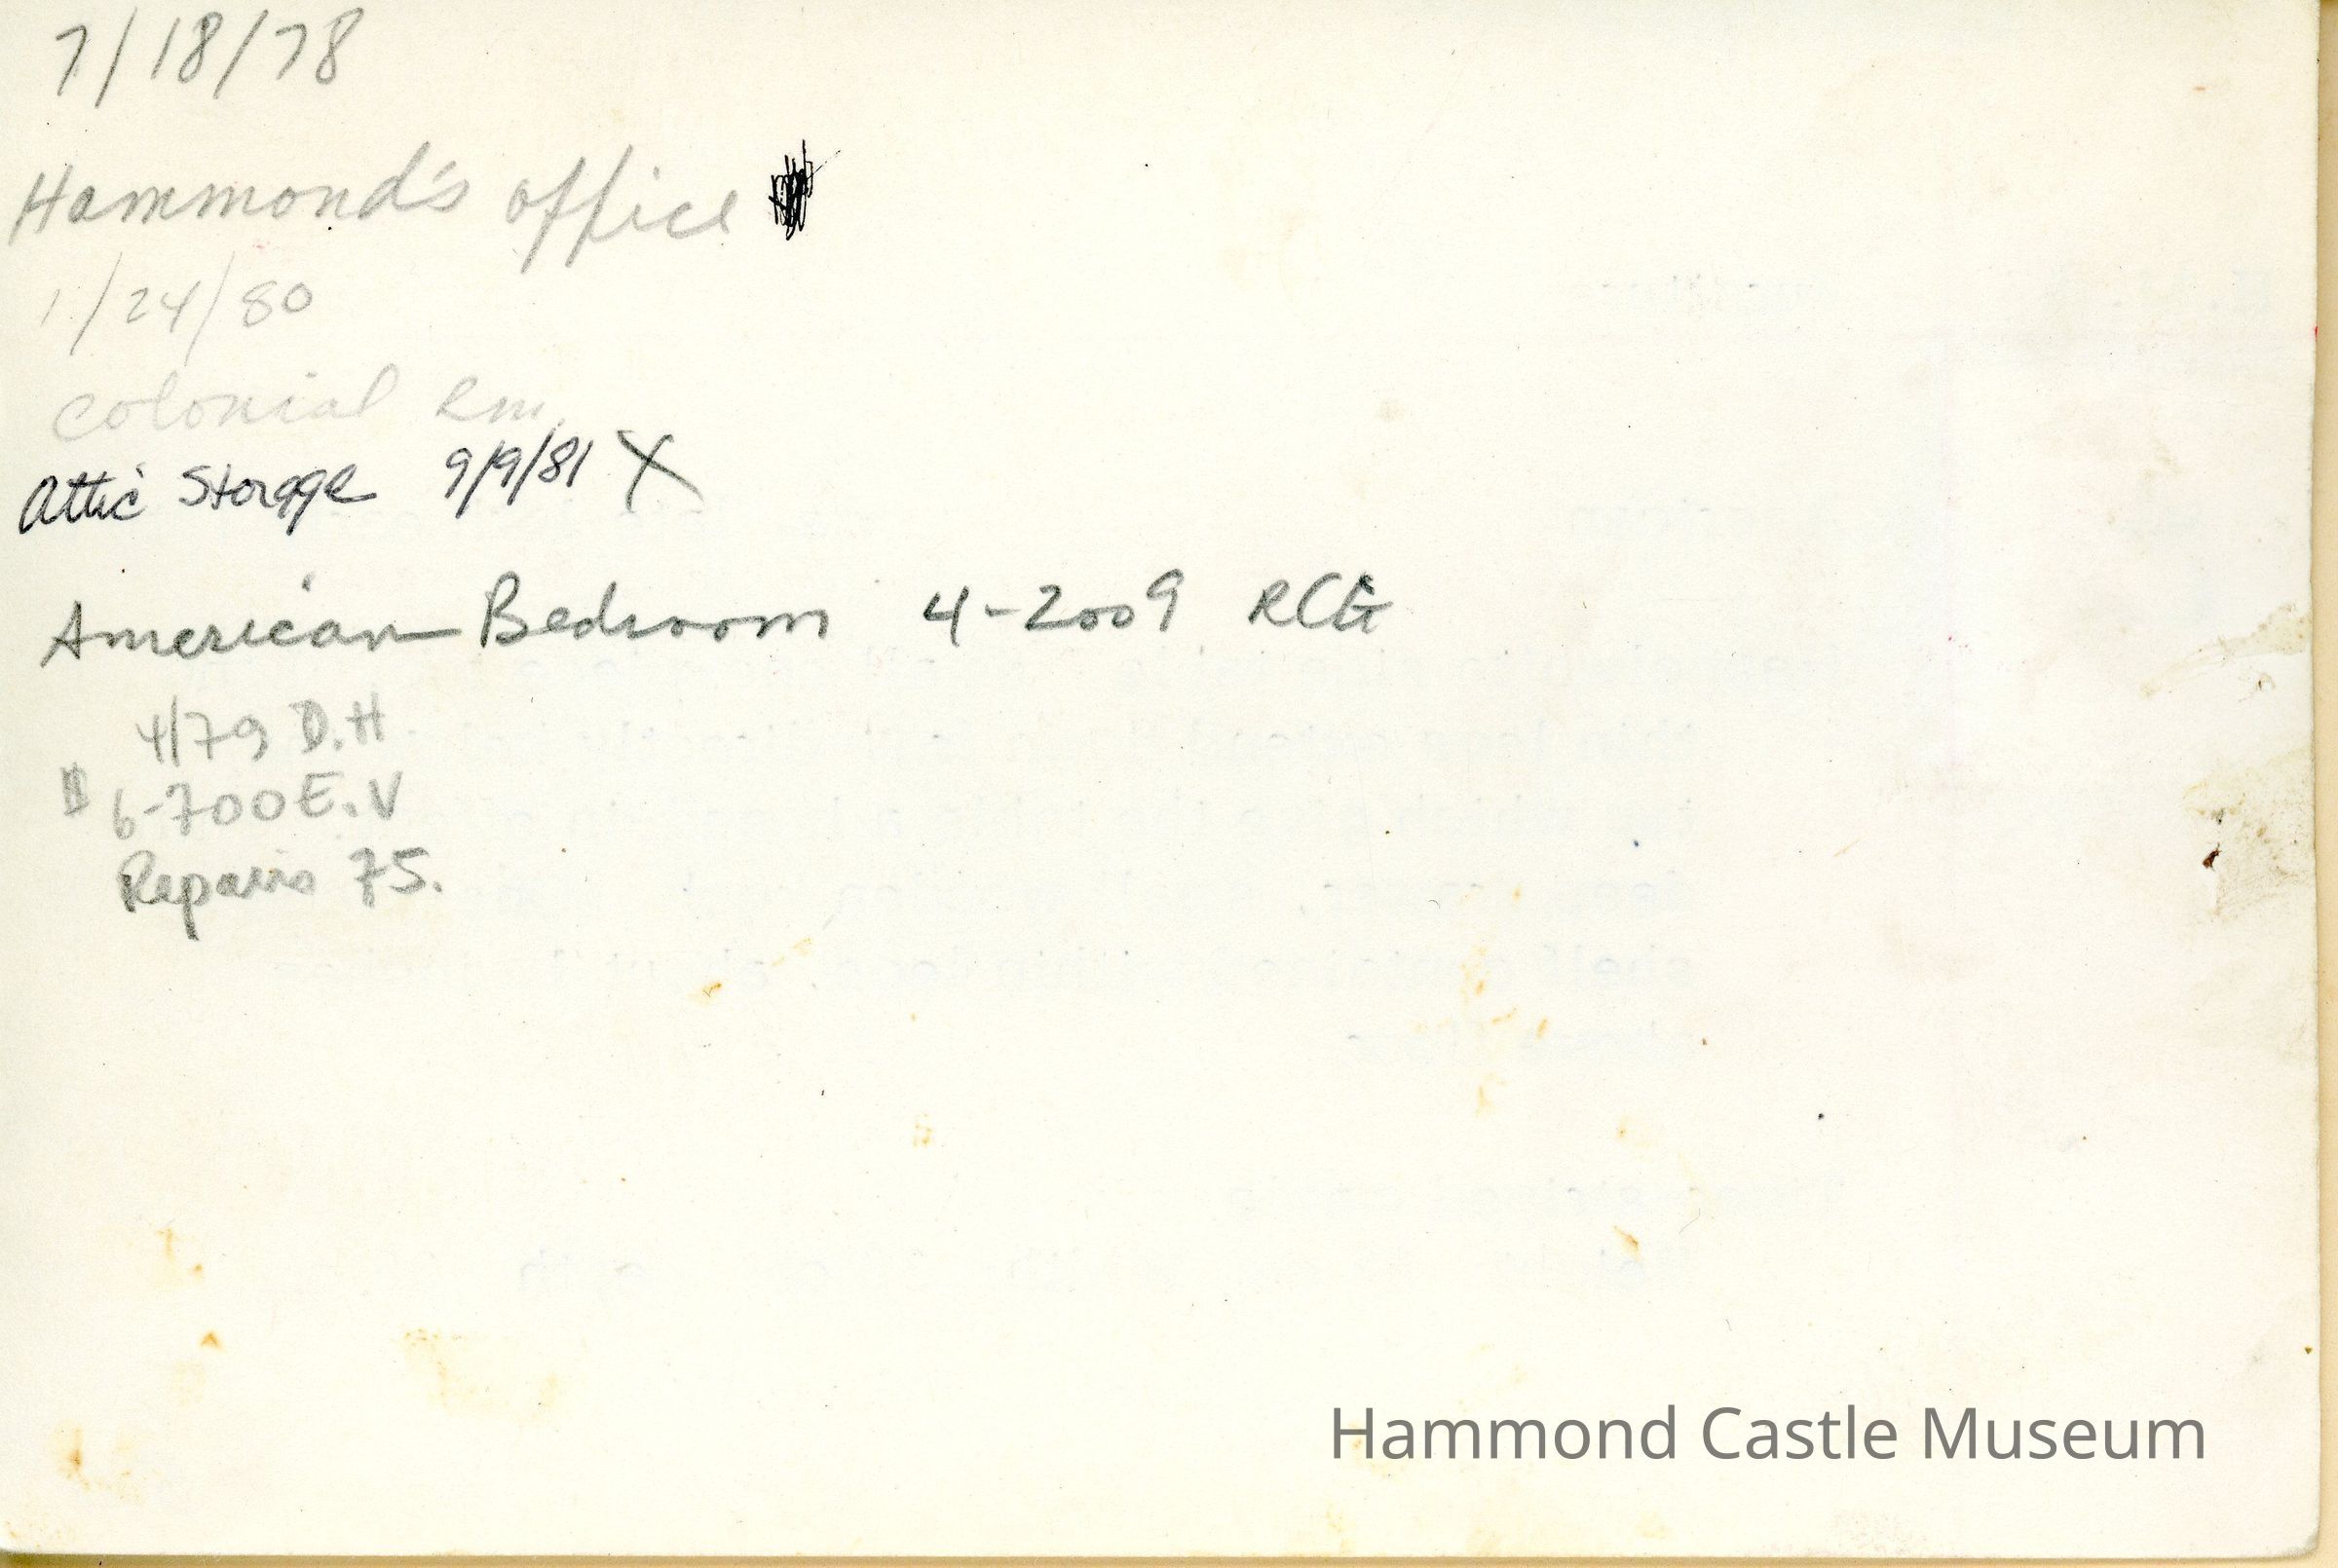 7/18/78
Hammond's office
1/24/80
Colonial Rm.
Attic Storage 9/9/81 X
American Bedroom 4-2009 RCG
4/79 D.H
$ 6-700 E.V
Repairs 75.
Hammond Castle Museum